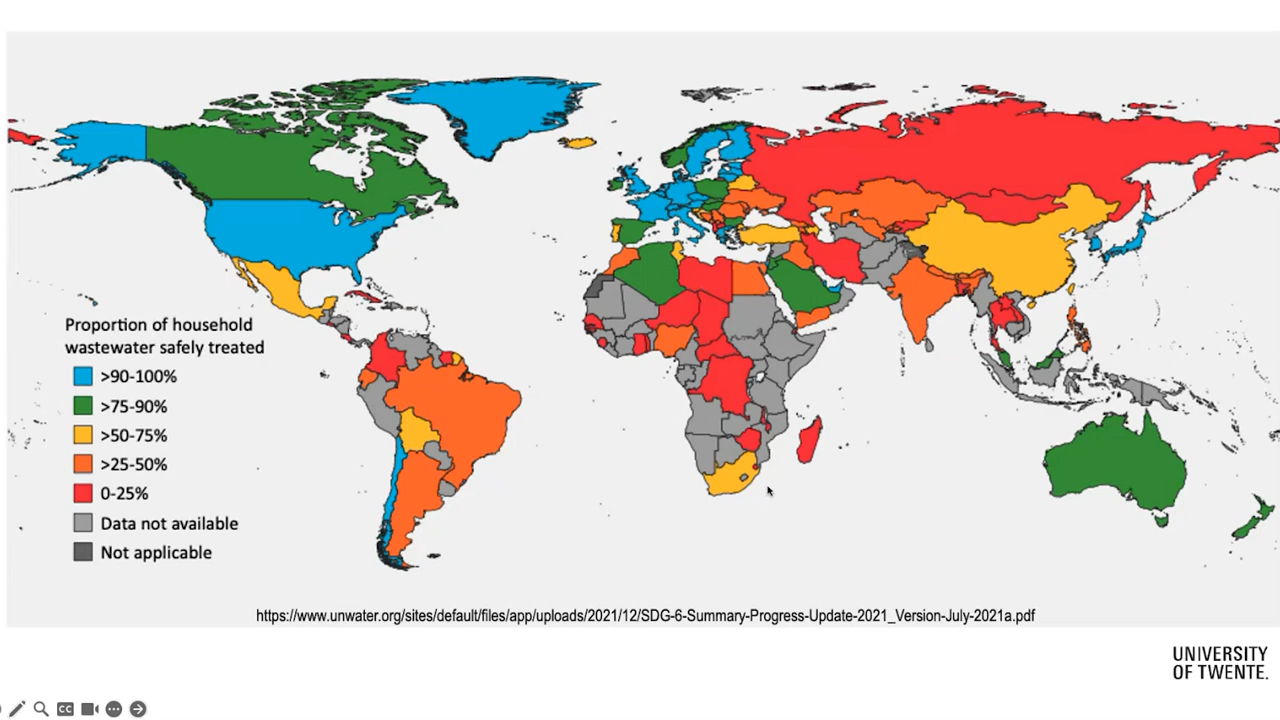 Proportion of household
wastewater safely treated
>90-100%
>75-90%
>50-75%
>25-50%
0-25%
Data not available
Not applicable
https://www.unwater.org/sites/default/files/app/uploads/2021/12/SDG-6-Summary-Progress-Update-2021_Version-July-2021a.pdf
UNIVERSITY
OF TWENTE.
CC